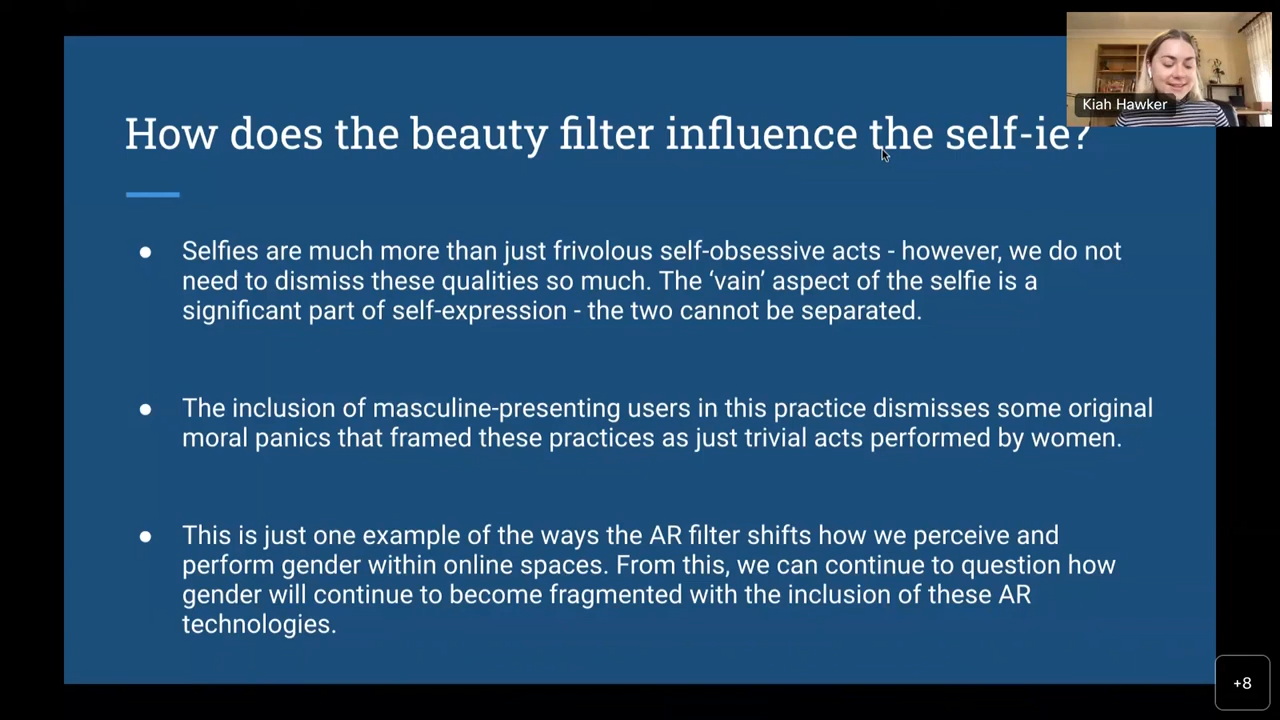 Kiah Hawker
How does the beauty filter influence the self-ie?
● Selfies are much more than just frivolous self-obsessive acts - however, we do not
need to dismiss these qualities so much. The ‘vain’ aspect of the selfie is a
significant part of self-expression - the two cannot be separated.
● The inclusion of masculine-presenting users in this practice dismisses some original
moral panics that framed these practices as just trivial acts performed by women.
● This is just one example of the ways the AR filter shifts how we perceive and
perform gender within online spaces. From this, we can continue to question how
gender will continue to become fragmented with the inclusion of these AR
technologies.
+8